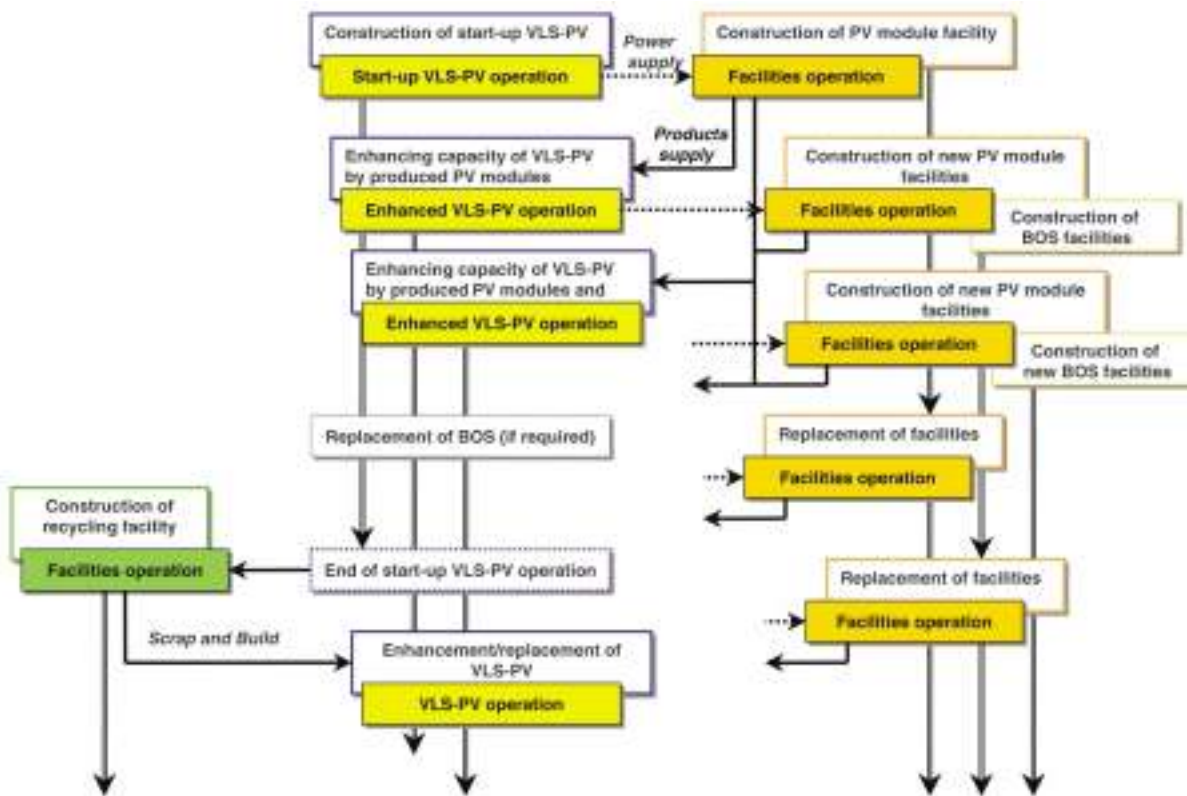 Construction of start-up VLS-PV
Start-up VLS-PV operation
Power
supply
Construction of PV module facility
Facilities operation
Products
supply
Enhancing capacity of VLS-PV
by produced PV modules
Enhanced VLS-PV operation
Construction of new PV module
facilities
Facilities operation
Construction of
BOS facilities
Enhancing capacity of VLS-PV
by produced PV modules and
Enhanced VLS-PV operation
Construction of new PV module
facilities
Facilities operation
Construction of
new BOS facilities
Replacement of BOS (if required)
Replacement of facilities
Facilities operation
Construction of
recycling facility
Facilities operation
End of start-up VLS-PV operation
Replacement of facilities
Facilities operation
Scrap and Build
Enhancement/replacement of
VLS-PV
VLS-PV operation